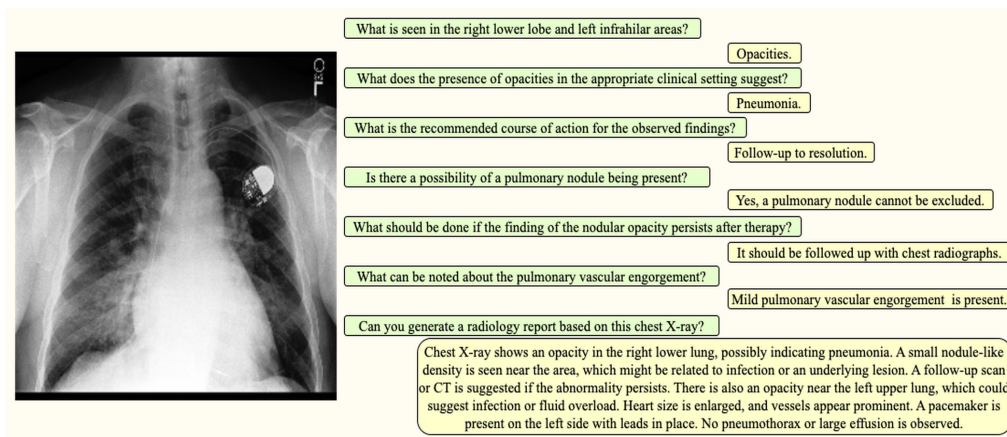 What is seen in the right lower lobe and left infrahilar areas?
Opacities.
What does the presence of opacities in the appropriate clinical setting suggest?
Pneumonia.
What is the recommended course of action for the observed findings?
Follow-up to resolution.
Is there a possibility of a pulmonary nodule being present?
Yes, a pulmonary nodule cannot be excluded.
What should be done if the finding of the nodular opacity persists after therapy?
It should be followed up with chest radiographs.
What can be noted about the pulmonary vascular engorgement?
Mild pulmonary vascular engorgement is present.
Can you generate a radiology report based on this chest X-ray?
Chest X-ray shows an opacity in the right lower lung, possibly indicating pneumonia. A small nodule-like
density is seen near the area, which might be related to infection or an underlying lesion. A follow-up scan
or CT is suggested if the abnormality persists. There is also an opacity near the left upper lung, which could
suggest infection or fluid overload. Heart size is enlarged, and vessels appear prominent. A pacemaker is
present on the left side with leads in place. No pneumothorax or large effusion is observed.